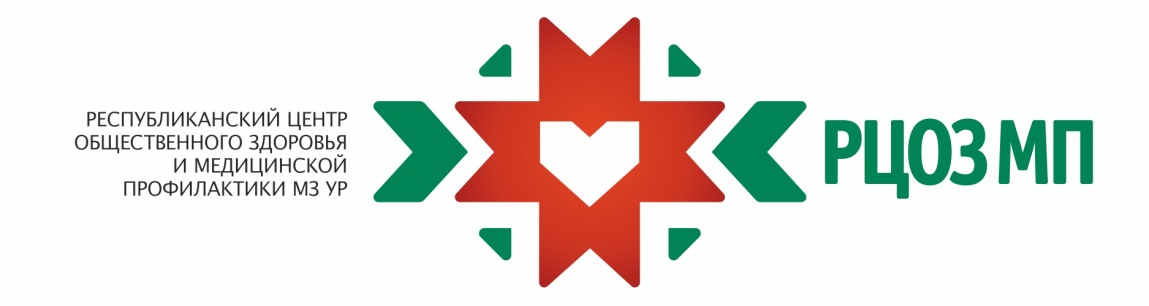 РЕСПУБЛИКАНСКИЙ ЦЕНТР
ОБЩЕСТВЕННОГО ЗДОРОВЬЯ
И МЕДИЦИНСКОЙ
ПРОФИЛАКТИКИ МЗ УР
РЦОЗ МП